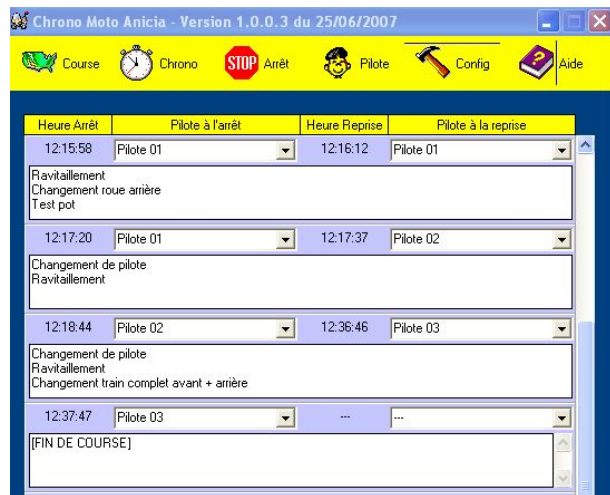 Chrono Moto Anicia - Version 1.0.0.3 du 25/06/2007
Course Chrono STOP Arrêt Pilote Config Aide
Heure Arrêt Pilote à l'arrêt Heure Reprise Pilote à la reprise
12:15:58 Pilote 01 12:16:12 Pilote 01
Ravitaillement
Changement roue arrière
Test pot
12:17:20 Pilote 01 12:17:37 Pilote 02
Changement de pilote
Ravitaillement
12:18:44 Pilote 02 12:36:46 Pilote 03
Changement de pilote
Ravitaillement
Changement train complet avant + arrière
12:37:47 Pilote 03 --- ---
[FIN DE COURSE]